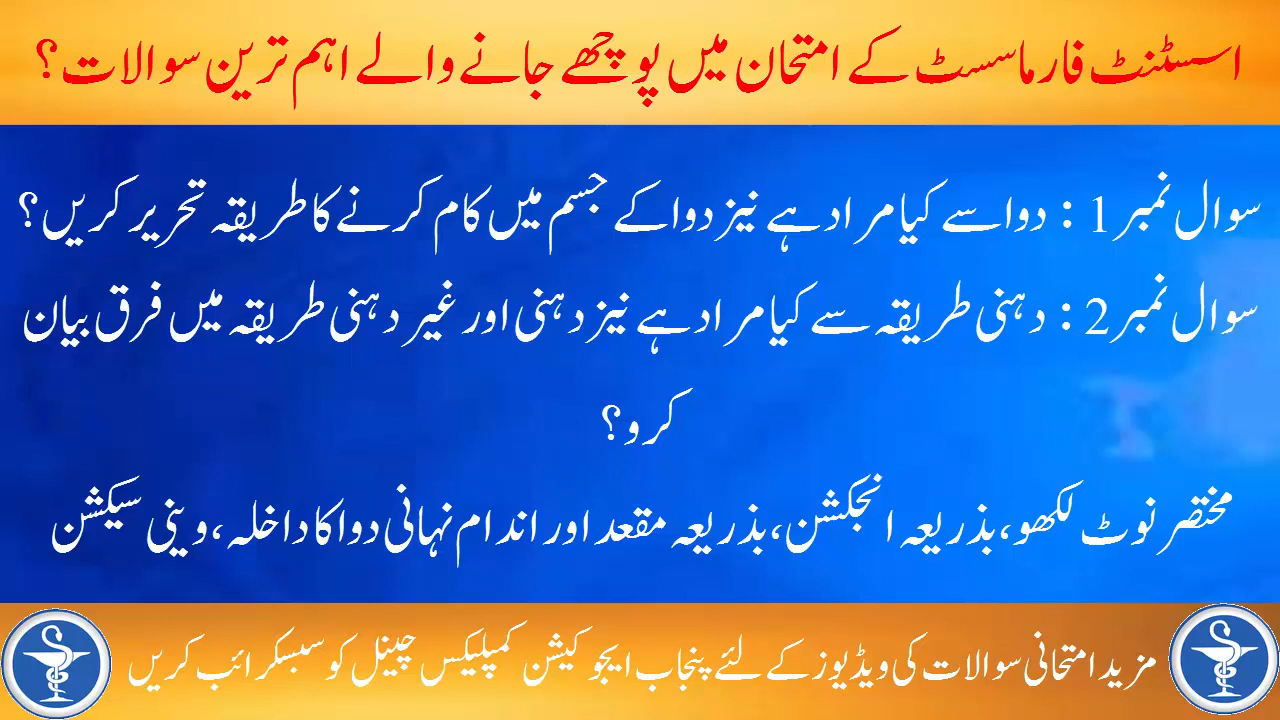 اسسٹنٹ فارماسسٹ کے امتحان میں پوچھے جانے والے اہم ترین سوالات؟
سوال نمبر 1 : دوا سے کیا مراد ہے نیز دوا کے جسم میں کام کرنے کا طریقہ تحریر کریں؟
سوال نمبر 2 : دہنی طریقہ سے کیا مراد ہے نیز دہنی اور غیر دہنی طریقہ میں فرق بیان
کرو؟
مختصر نوٹ لکھو، بذریعہ انجکشن، بذریعہ مقعد اور اندام نہانی دوا کا داخلہ، وینی سیکشن
مزید امتحانی سوالات کی ویڈیوز کے لئے پنجاب ایجوکیشن کمپلیکس چینل کو سبسکرائب کریں